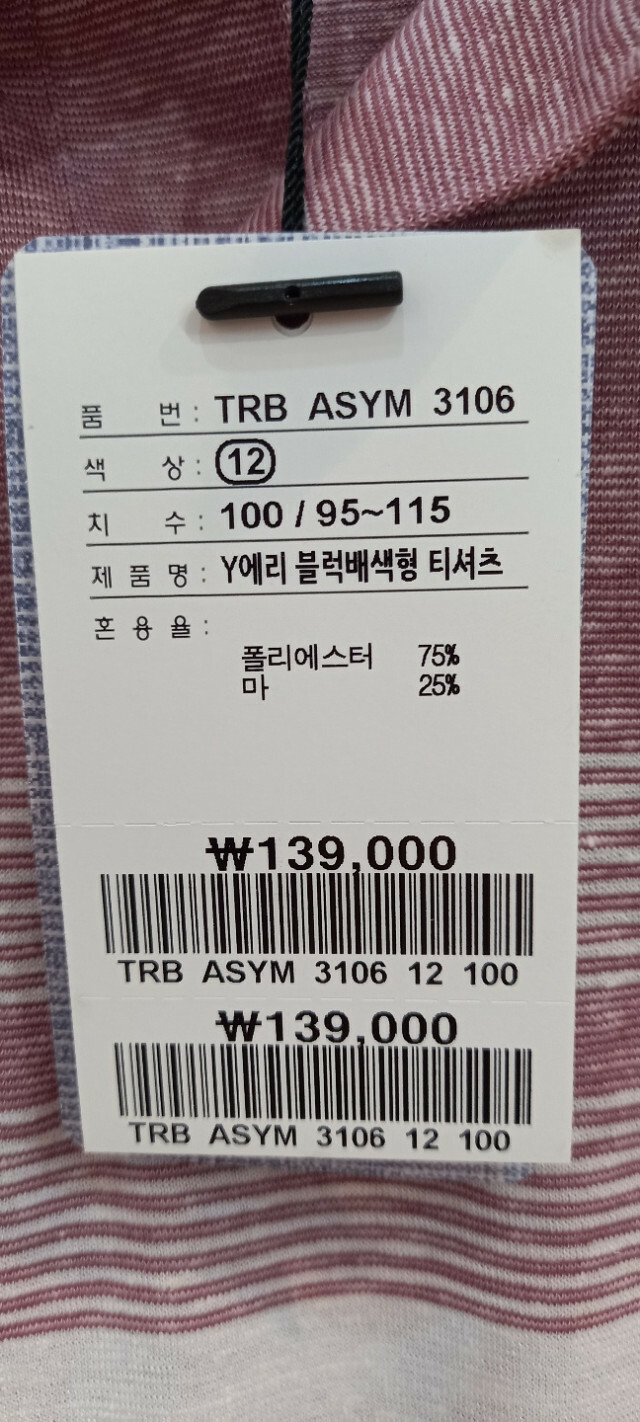 품 번 : TRB ASYM 3106
색 상 : 12
치 수 : 100 / 95~115
제 품 명 : Y에리 블럭배색형 티셔츠
혼 용 율 :
폴리에스터 75%
마 25%
₩139,000
TRB ASYM 3106 12 100
₩139,000
TRB ASYM 3106 12 100